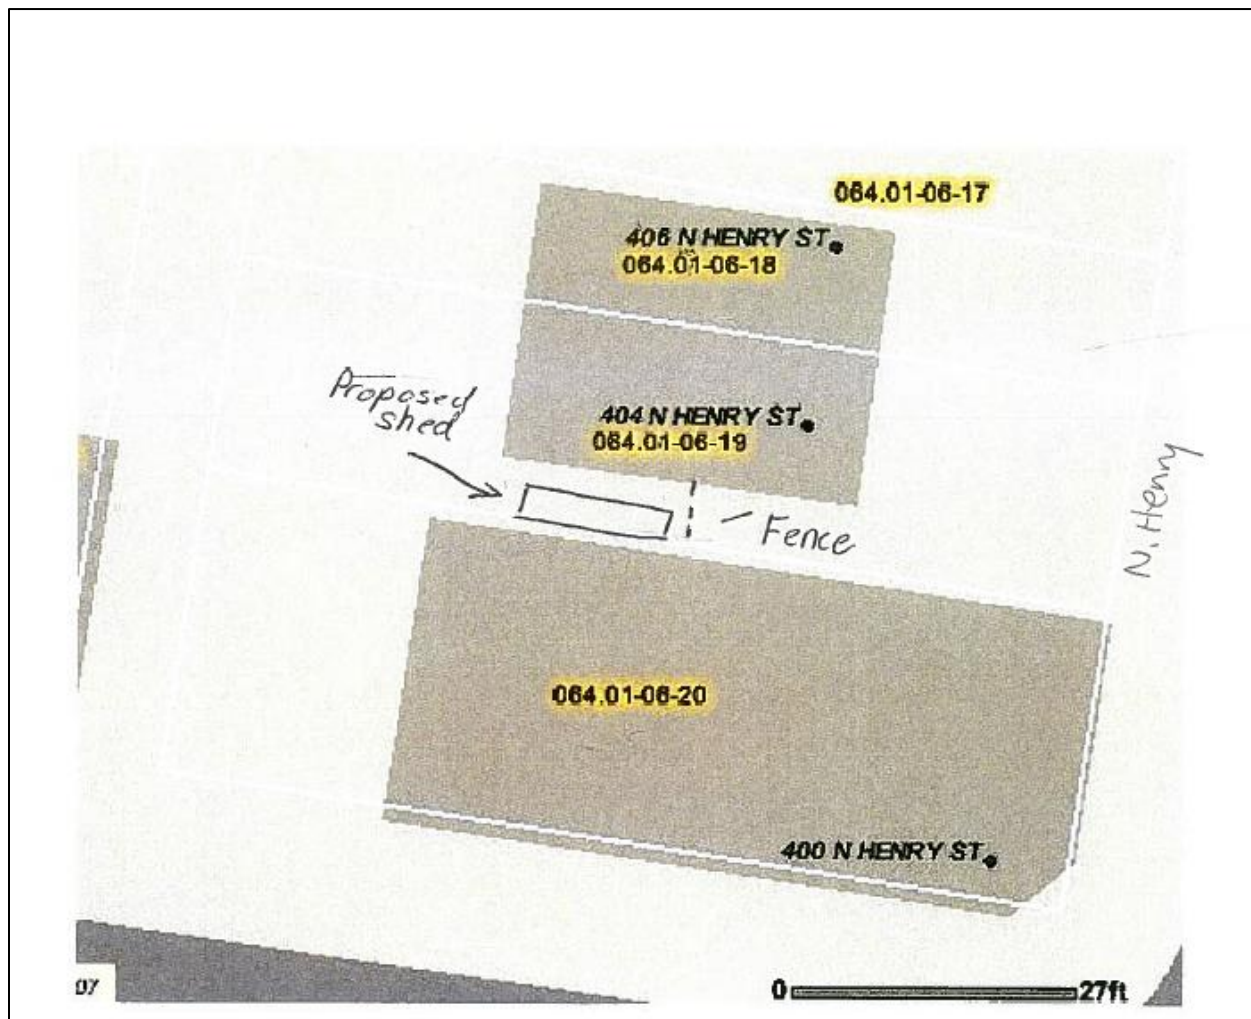 064.01-06-17
406 N HENRY ST
064.01-06-18
Proposed
shed
404 N HENRY ST
064.01-06-19
Fence
N. Henry
064.01-06-20
400 N HENRY ST
07
0 27ft